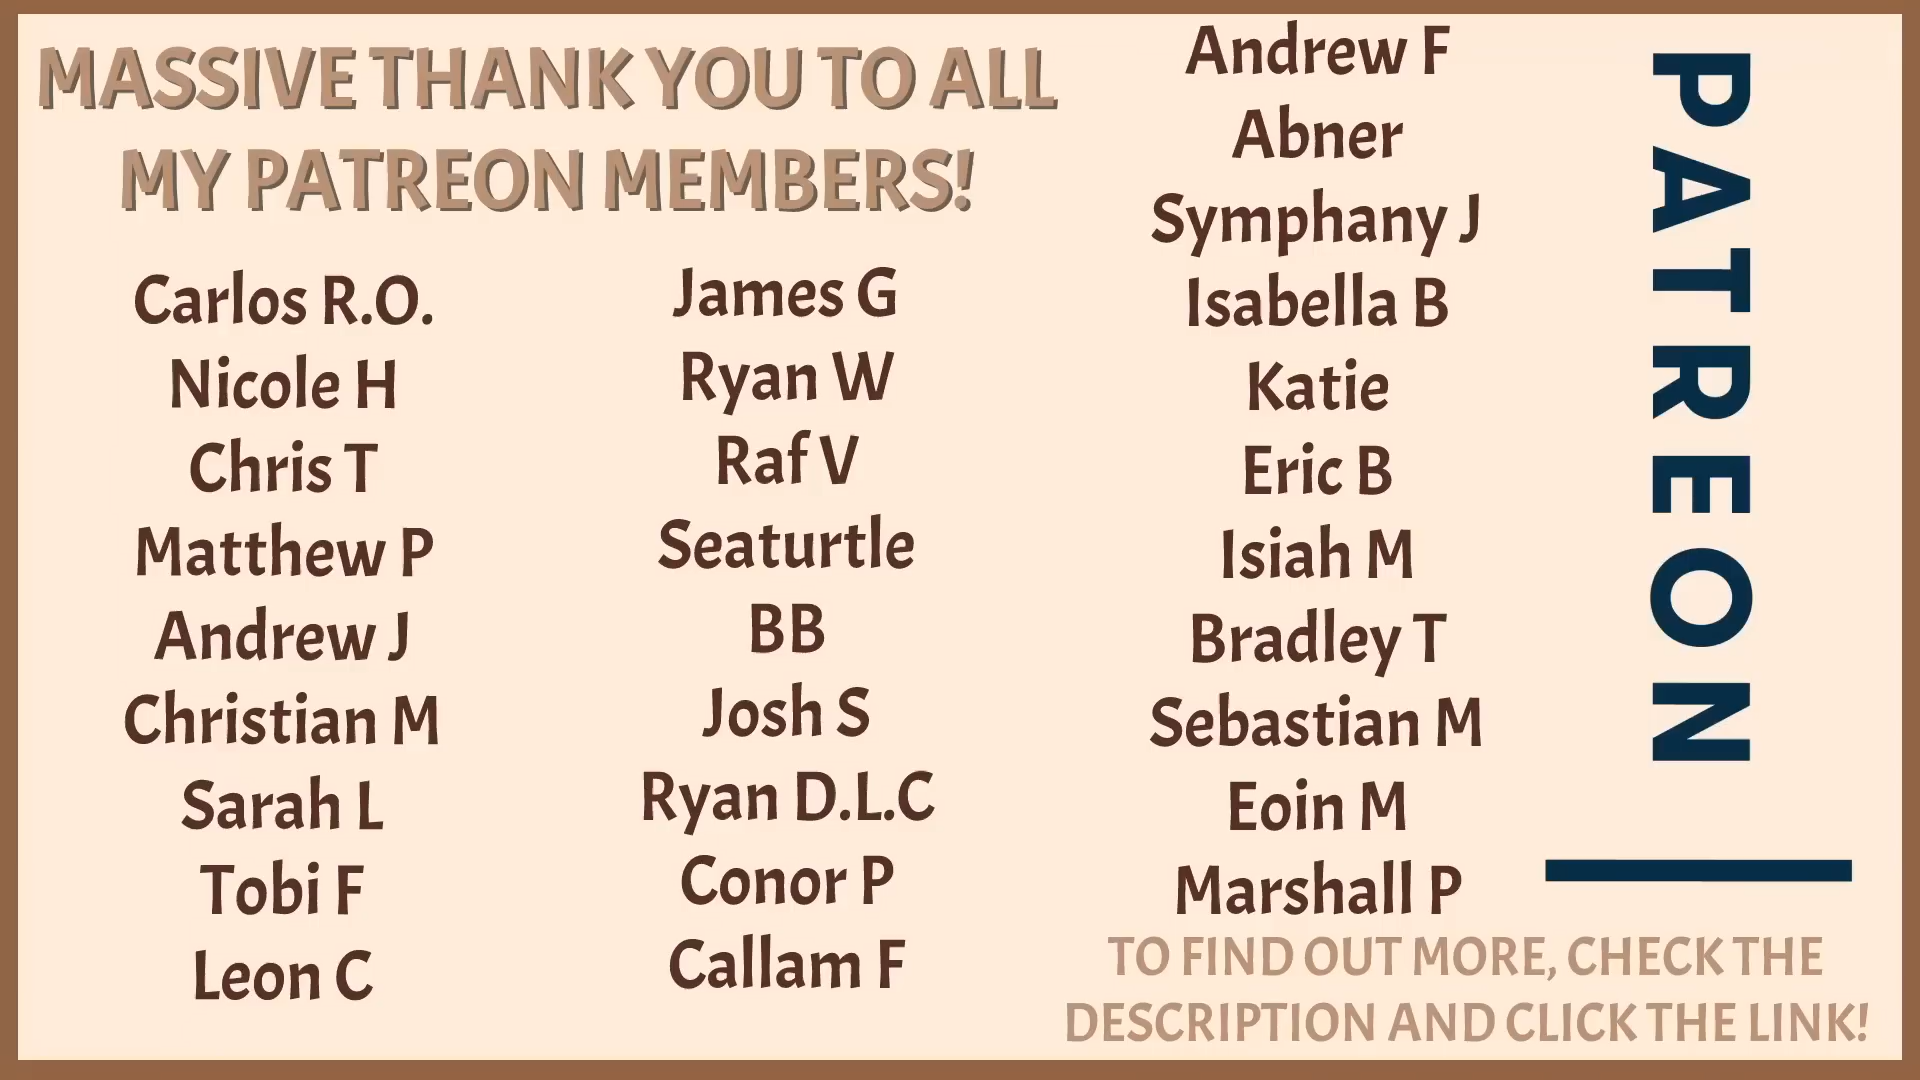 MASSIVE THANK YOU TO ALL
MY PATREON MEMBERS!
Carlos R.O.
Nicole H
Chris T
Matthew P
Andrew J
Christian M
Sarah L
Tobi F
Leon C
James G
Ryan W
Raf V
Seaturtle
BB
Josh S
Ryan D.L.C
Conor P
Callam F
Andrew F
Abner
Symphany J
Isabella B
Katie
Eric B
Isiah M
Bradley T
Sebastian M
Eoin M
Marshall P
PATREON
TO FIND OUT MORE, CHECK THE
DESCRIPTION AND CLICK THE LINK!